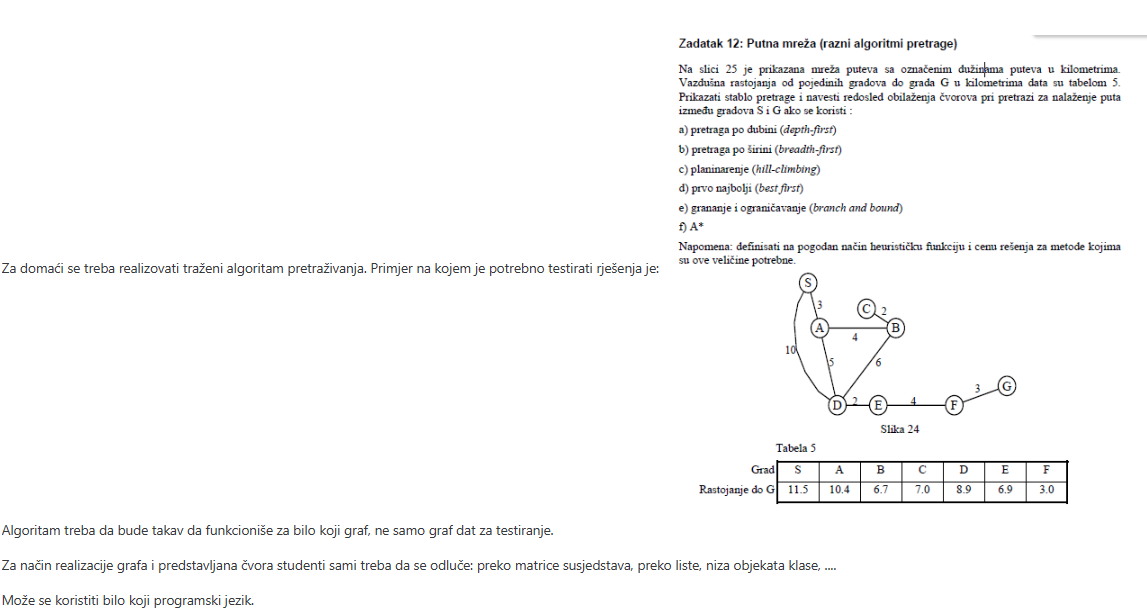 Zadatak 12: Putna mreža (razni algoritmi pretrage)
Na slici 25 je prikazana mreža puteva sa označenim dužinama puteva u kilometrima.
Vazdušna rastojanja od pojedinih gradova do grada G u kilometrima data su tabelom 5.
Prikazati stablo pretrage i navesti redosled obilaženja čvorova pri pretrazi za nalaženje puta
između gradova S i G ako se koristi :
a) pretraga po dubini (depth-first)
b) pretraga po širini (breadth-first)
c) planinarenje (hill-climbing)
d) prvo najbolji (best first)
e) grananje i ograničavanje (branch and bound)
f) A*
Napomena: definisati na pogodan način heurističku funkciju i cenu rešenja za metode kojima
su ove veličine potrebne.
Za domaći se treba realizovati traženi algoritam pretraživanja. Primjer na kojem je potrebno testirati rješenja je:
S
3
C 2
A
B
4
10
5
6
G
3
D 2 E 4 F
Slika 24
Tabela 5
Grad S A B C D E F
Rastojanje do G 11.5 10.4 6.7 7.0 8.9 6.9 3.0
Algoritam treba da bude takav da funkcioniše za bilo koji graf, ne samo graf dat za testiranje.
Za način realizacije grafa i predstavljana čvora studenti sami treba da se odluče: preko matrice susjedstava, preko liste, niza objekata klase, ....
Može se koristiti bilo koji programski jezik.